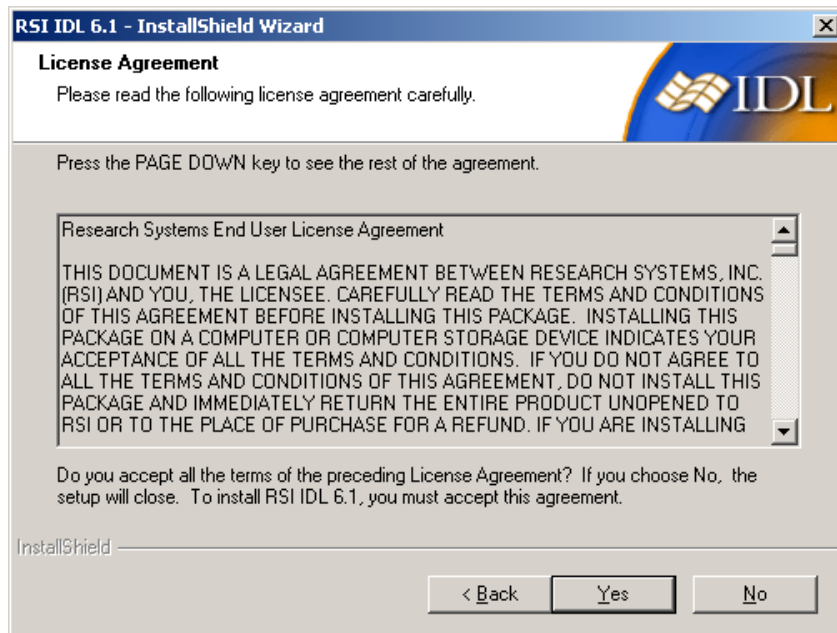 RSI IDL 6.1 - InstallShield Wizard
License Agreement
Please read the following license agreement carefully.
IDL
Press the PAGE DOWN key to see the rest of the agreement.
Research Systems End User License Agreement
THIS DOCUMENT IS A LEGAL AGREEMENT BETWEEN RESEARCH SYSTEMS, INC.
(RSI) AND YOU, THE LICENSEE. CAREFULLY READ THE TERMS AND CONDITIONS
OF THIS AGREEMENT BEFORE INSTALLING THIS PACKAGE.  INSTALLING THIS
PACKAGE ON A COMPUTER OR COMPUTER STORAGE DEVICE INDICATES YOUR
ACCEPTANCE OF ALL THE TERMS AND CONDITIONS.  IF YOU DO NOT AGREE TO
ALL THE TERMS AND CONDITIONS OF THIS AGREEMENT, DO NOT INSTALL THIS
PACKAGE AND IMMEDIATELY RETURN THE ENTIRE PRODUCT UNOPENED TO
RSI OR TO THE PLACE OF PURCHASE FOR A REFUND. IF YOU ARE INSTALLING
Do you accept all the terms of the preceding License Agreement?  If you choose No,  the
setup will close.  To install RSI IDL 6.1, you must accept this agreement.
InstallShield
< Back
Yes
No